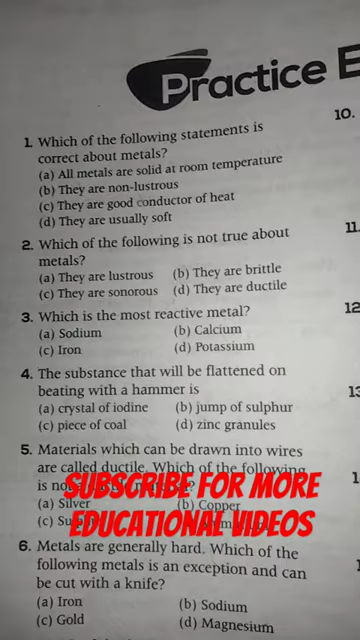 Practice E
10.
1. Which of the following statements is
correct about metals?
(a) All metals are solid at room temperature
(b) They are non-lustrous
(c) They are good conductor of heat
(d) They are usually soft
11.
2. Which of the following is not true about
metals?
(a) They are lustrous (b) They are brittle
(c) They are sonorous (d) They are ductile
12
3. Which is the most reactive metal?
(a) Sodium (b) Calcium
(c) Iron (d) Potassium
4. The substance that will be flattened on
beating with a hammer is
13
(a) crystal of iodine (b) jump of sulphur
(c) piece of coal (d) zinc granules
5. Materials which can be drawn into wires
are called ductile. Which of the following
is
SUBSCRIBE FOR MORE
EDUCATIONAL VIDEOS
(a) Silver (b) Copper
(c)
6. Metals are generally hard. Which of the
following metals is an exception and can
be cut with a knife?
(a) Iron (b) Sodium
(c) Gold (d) Magnesium